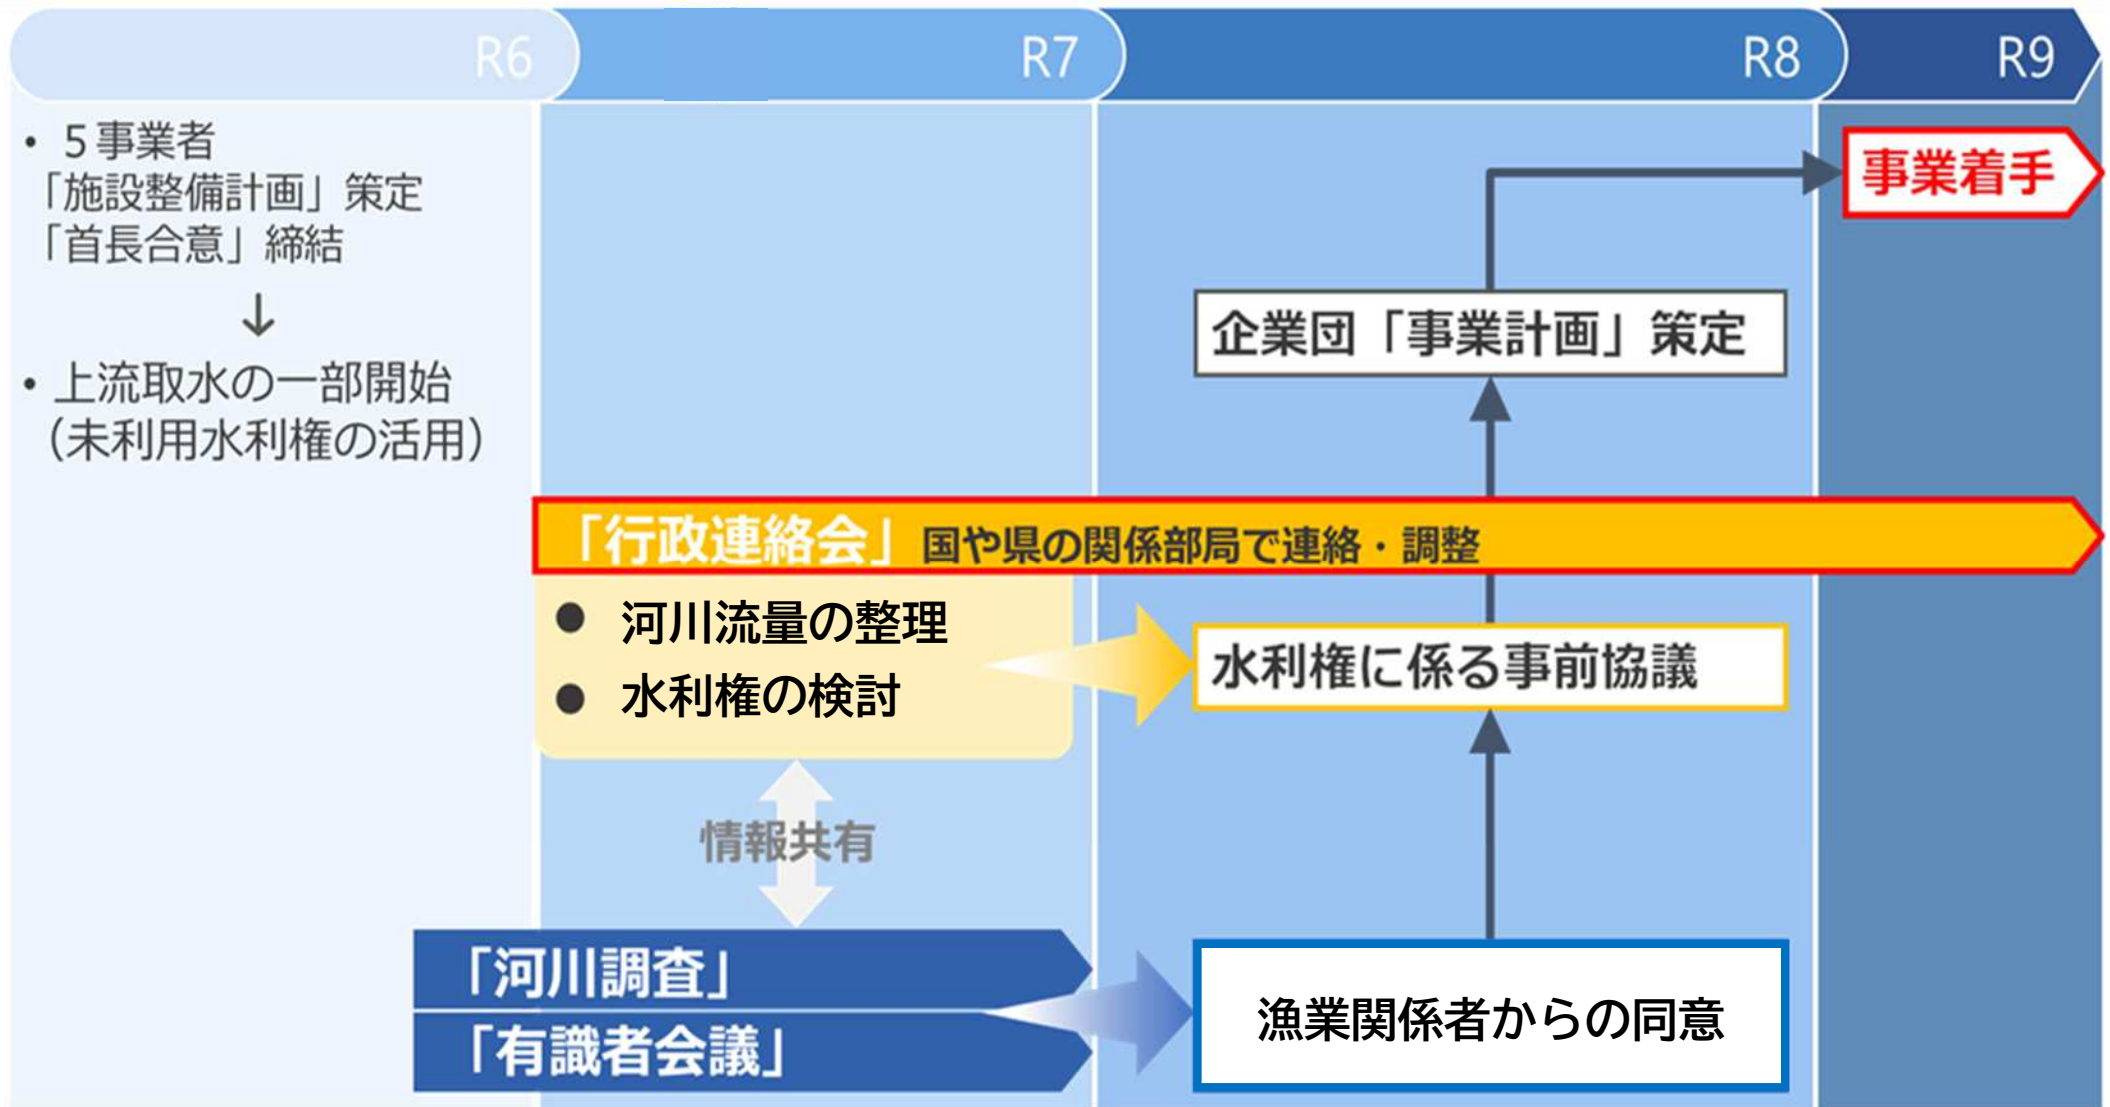 R6
R7
R8
R9
・ 5事業者
「施設整備計画」策定
「首長合意」締結
↓
・上流取水の一部開始
（未利用水利権の活用）
事業着手
企業団「事業計画」策定
「行政連絡会」 国や県の関係部局で連絡・調整
● 河川流量の整理
● 水利権の検討
水利権に係る事前協議
情報共有
「河川調査」
「有識者会議」
漁業関係者からの同意